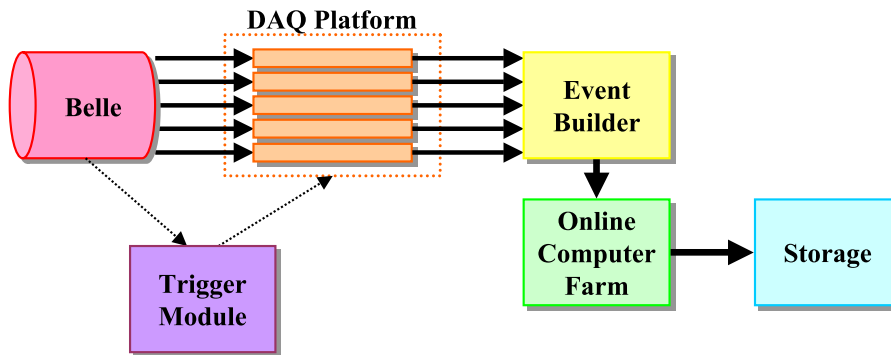 DAQ Platform
Belle
Event
Builder
Trigger
Module
Online
Computer
Farm
Storage